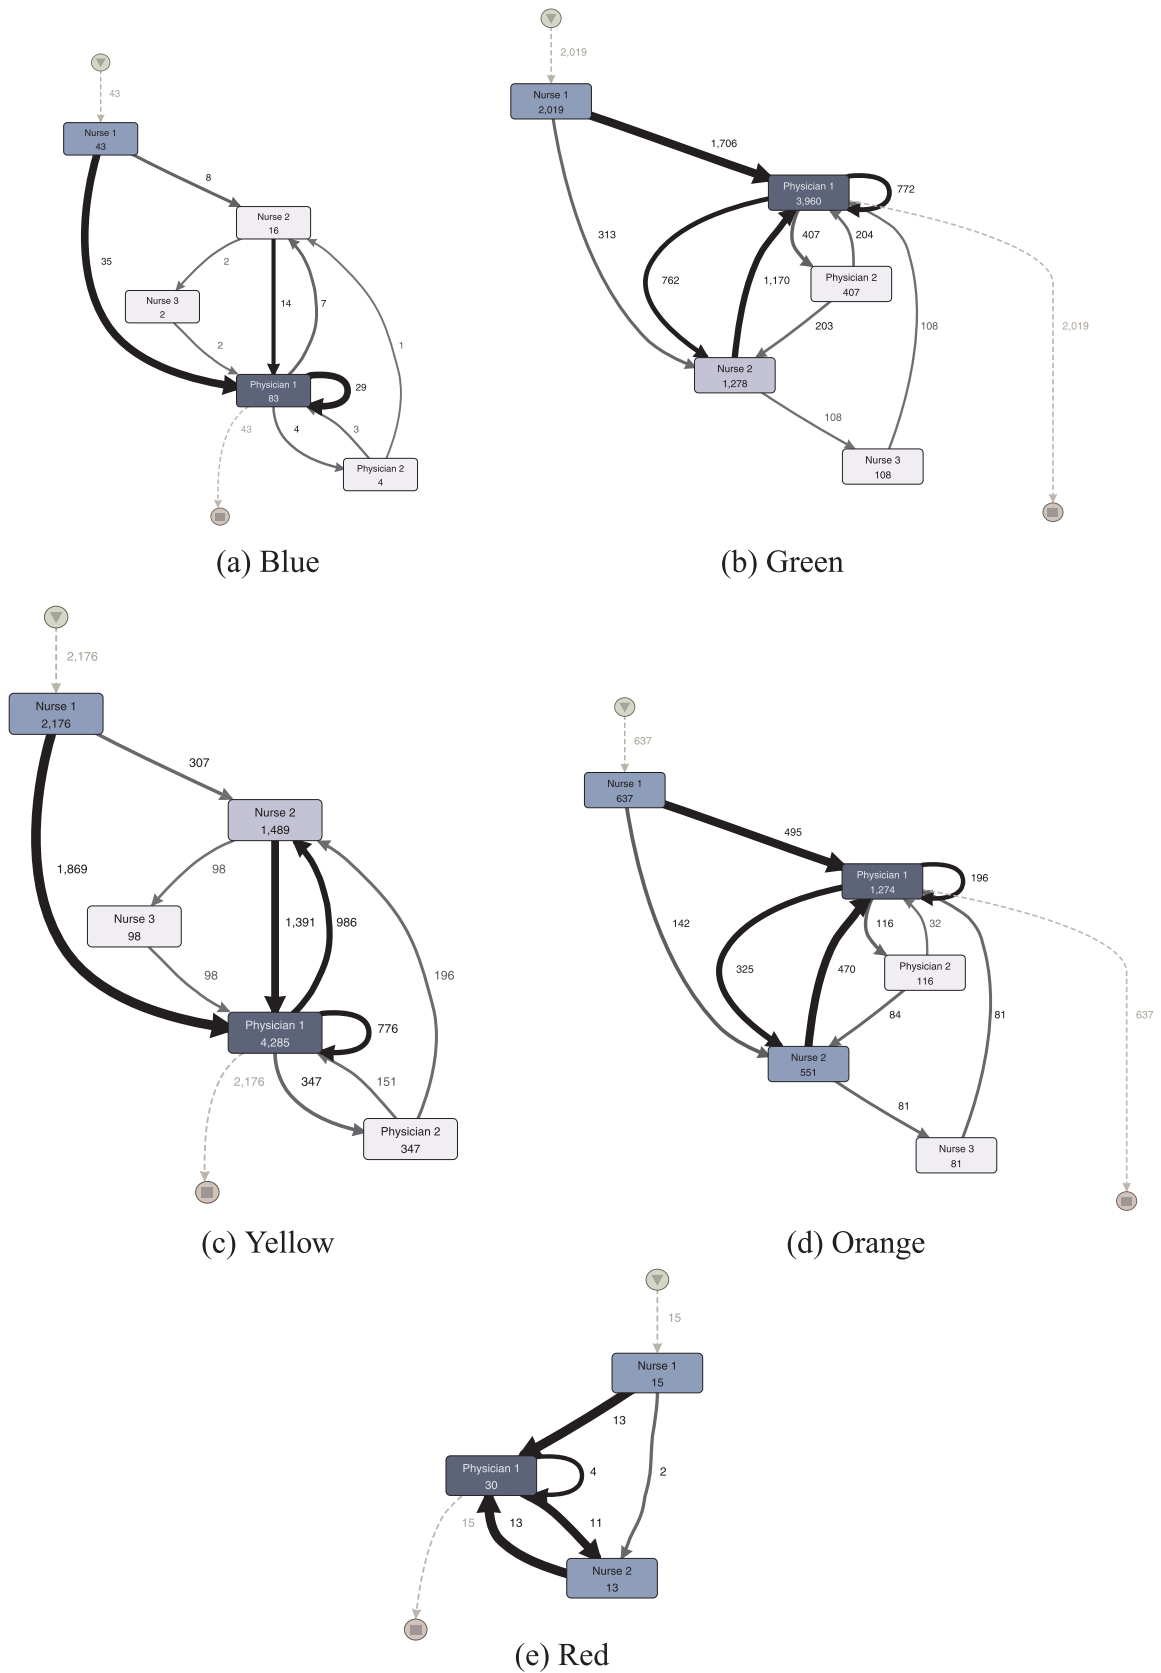 43
Nurse 1
43
8
Nurse 2
16
35
2
14
7
1
Nurse 3
2
2
Physician 1
83
29
43
4
3
Physician 2
4
(a) Blue
2,019
Nurse 1
2,019
1,706
Physician 1
3,960
772
313
407
204
762
1,170
Physician 2
407
203
108
2,019
Nurse 2
1,278
108
Nurse 3
108
(b) Green
2,176
Nurse 1
2,176
307
Nurse 2
1,489
1,869
98
1,391
986
196
Nurse 3
98
98
Physician 1
4,285
776
2,176
347
151
Physician 2
347
(c) Yellow
637
Nurse 1
637
495
Physician 1
1,274
196
142
116
32
325
470
Physician 2
116
84
81
637
Nurse 2
551
81
Nurse 3
81
(d) Orange
15
Nurse 1
15
13
Physician 1
30
4
2
15
13
11
Nurse 2
13
(e) Red